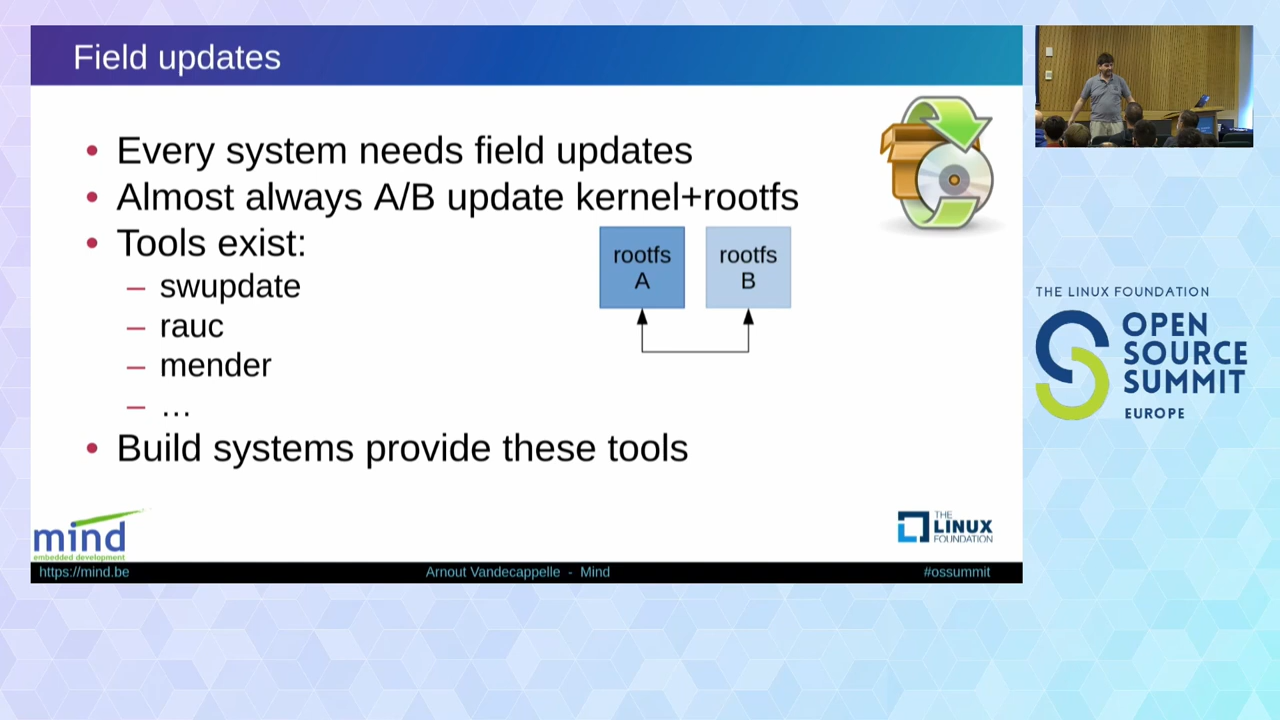 Field updates
• Every system needs field updates
• Almost always A/B update kernel+rootfs
• Tools exist:
– swupdate
– rauc
– mender
– …
• Build systems provide these tools
rootfs
A
rootfs
B
mind
embedded development
THE
LINUX
FOUNDATION
https://mind.be
Arnout Vandecappelle - Mind
#ossummit
THE LINUX FOUNDATION
OPEN
SOURCE
SUMMIT
EUROPE